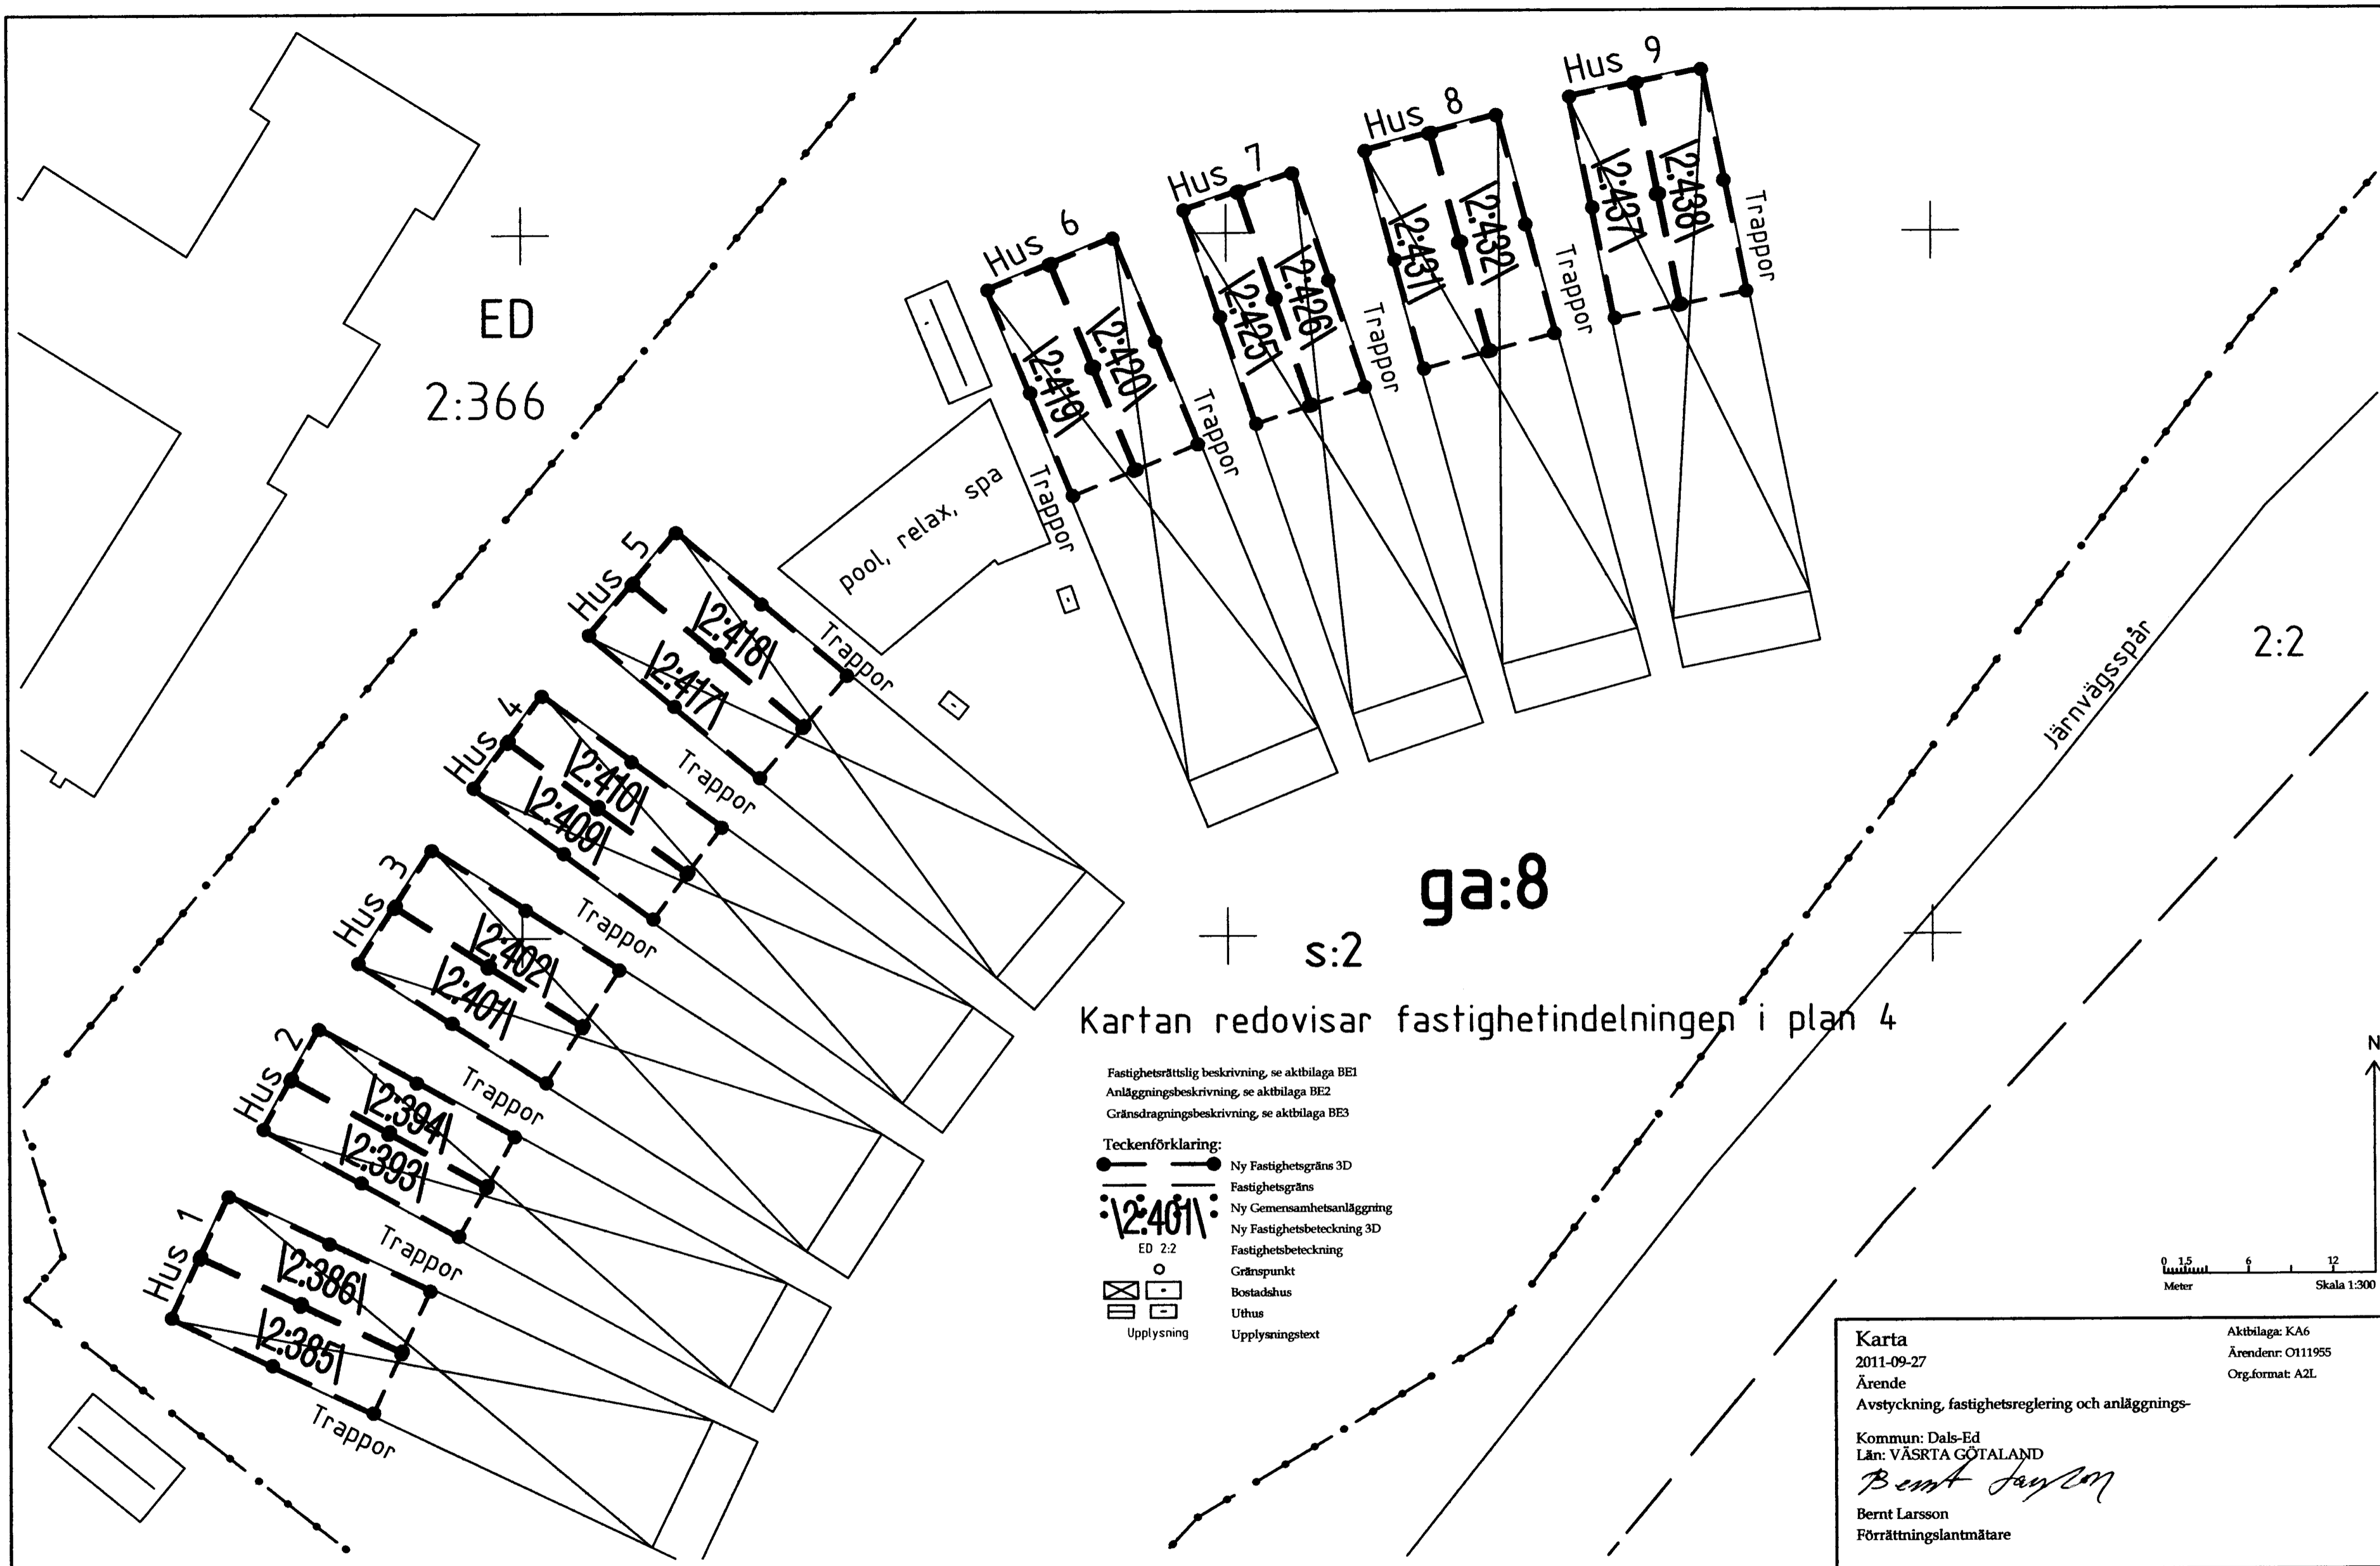 Hus 9
Hus 8
Hus 7
Hus 6
\2:437\
\2:438\
Trappor
\2:431\
\2:432\
Trappor
\2:425\
\2:426\
Trappor
\2:419\
\2:420\
Trappor
Trappor
ED
2:366
pool, relax, spa
Hus 5
\2:418\
\2:417\
Trappor
Hus 4
\2:410\
\2:409\
Trappor
Hus 3
\2:402\
\2:401\
Trappor
Hus 2
\2:394\
\2:393\
Trappor
Hus 1
\2:386\
\2:385\
Trappor
Trappor
Järnvägsspår
2:2
ga:8
s:2
Kartan redovisar fastighetindelningen i plan 4
Fastighetsrättslig beskrivning, se aktbilaga BE1
Anläggningsbeskrivning, se aktbilaga BE2
Gränsdragningsbeskrivning, se aktbilaga BE3
Teckenförklaring:
Ny Fastighetsgräns 3D
Fastighetsgräns
Ny Gemensamhetsanläggning
\2:401\ Ny Fastighetsbeteckning 3D
ED 2:2 Fastighetsbeteckning
Gränspunkt
Bostadshus
Uthus
Upplysning Upplysningstext
N
0 1,5 6 12
Meter Skala 1:300
Karta
2011-09-27
Ärende
Avstyckning, fastighetsreglering och anläggnings-
Kommun: Dals-Ed
Län: VÄSRTA GÖTALAND
Bernt Larsson
Bernt Larsson
Förrättningslantmätare
Aktbilaga: KA6
Ärendenr: O111955
Org.format: A2L